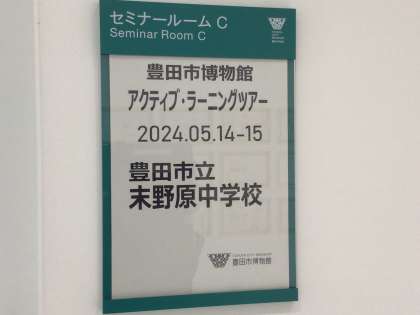 セミナールーム C
Seminar Room C
豊田市博物館
アクティブ・ラーニングツアー
2024.05.14-15
豊田市立
末野原中学校
豊田市博物館